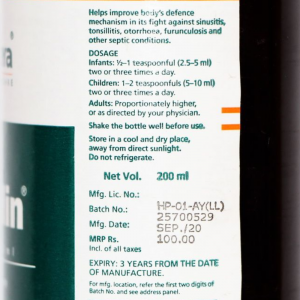 Helps improve body's defence
mechanism in its fight against sinusitis,
tonsillitis, otorrhoea, furunculosis and
other septic conditions.
DOSAGE
Infants: ½–1 teaspoonful (2.5–5 ml)
two or three times a day.
Children: 1–2 teaspoonfuls (5–10 ml)
two or three times a day.
Adults: Proportionately higher,
or as directed by your physician.
Shake the bottle well before use.
Store in a cool and dry place,
away from direct sunlight.
Do not refrigerate.
Net Vol. 200 ml
Mfg. Lic. No.:
Batch No.: HP-01-AY(LL)
25700529
Mfg. Date: SEP./20
MRP Rs. 100.00
Incl. of all taxes
EXPIRY: 3 YEARS FROM THE DATE
OF MANUFACTURE.
For mfg. location, refer the first two digits of
Batch No. and see address panel.
in®